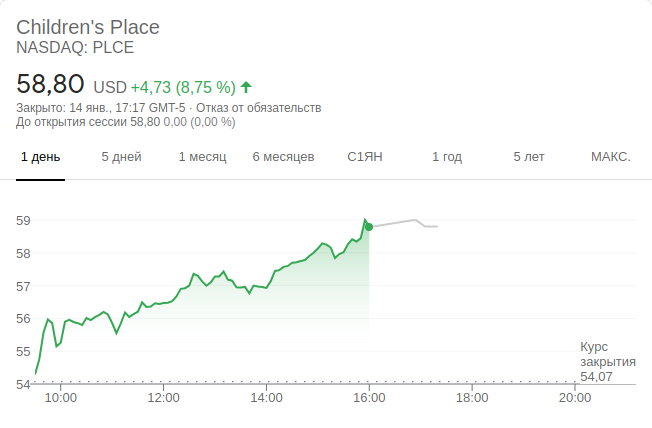 Children's Place
NASDAQ: PLCE
58,80 USD +4,73 (8,75 %)
Закрыто: 14 янв., 17:17 GMT-5 · Отказ от обязательств
До открытия сессии 58,80 0,00 (0,00 %)
1 день 5 дней 1 месяц 6 месяцев С1ЯН 1 год 5 лет МАКС.
59
58
57
56
55
54
Курс
закрытия
54,07
10:00 12:00 14:00 16:00 18:00 20:00